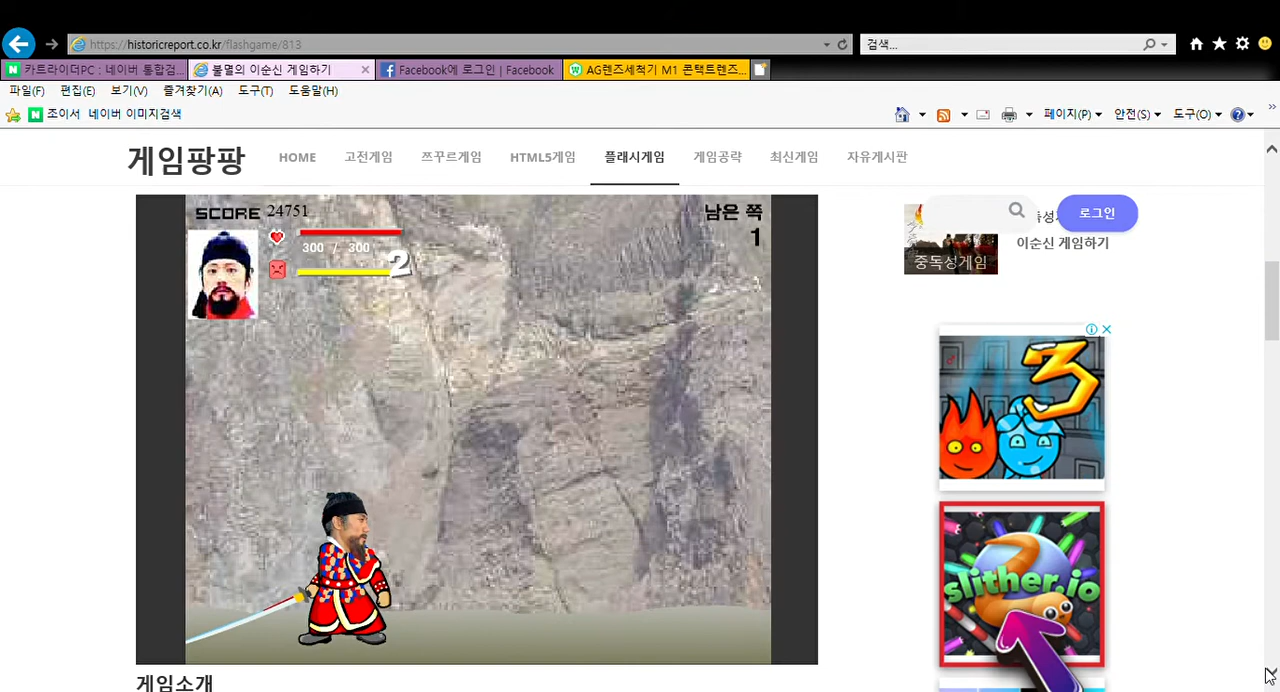 https://historicreport.co.kr/flashgame/813
검색...
카트라이더PC : 네이버 통합검...
불멸의 이순신 게임하기
Facebook에 로그인 | Facebook
AG렌즈세척기 M1 콘택트렌즈...
파일(F) 편집(E) 보기(V) 즐겨찾기(A) 도구(T) 도움말(H)
조이서 네이버 이미지검색
페이지(P) 안전(S) 도구(O)
게임팡팡 HOME 고전게임 쯔꾸르게임 HTML5게임 플래시게임 게임공략 최신게임 자유게시판
SCORE 24751
남은 쪽
1
300 / 300
2
로그인
이순신 게임하기
중독성게임
3
slither.io
게임소개